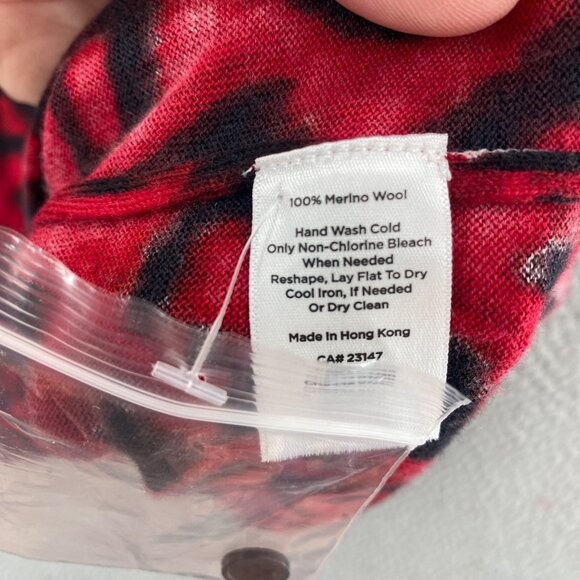 100% Merino Wool
Hand Wash Cold
Only Non-Chlorine Bleach
When Needed
Reshape, Lay Flat To Dry
Cool Iron, If Needed
Or Dry Clean
Made in Hong Kong
CA# 23147